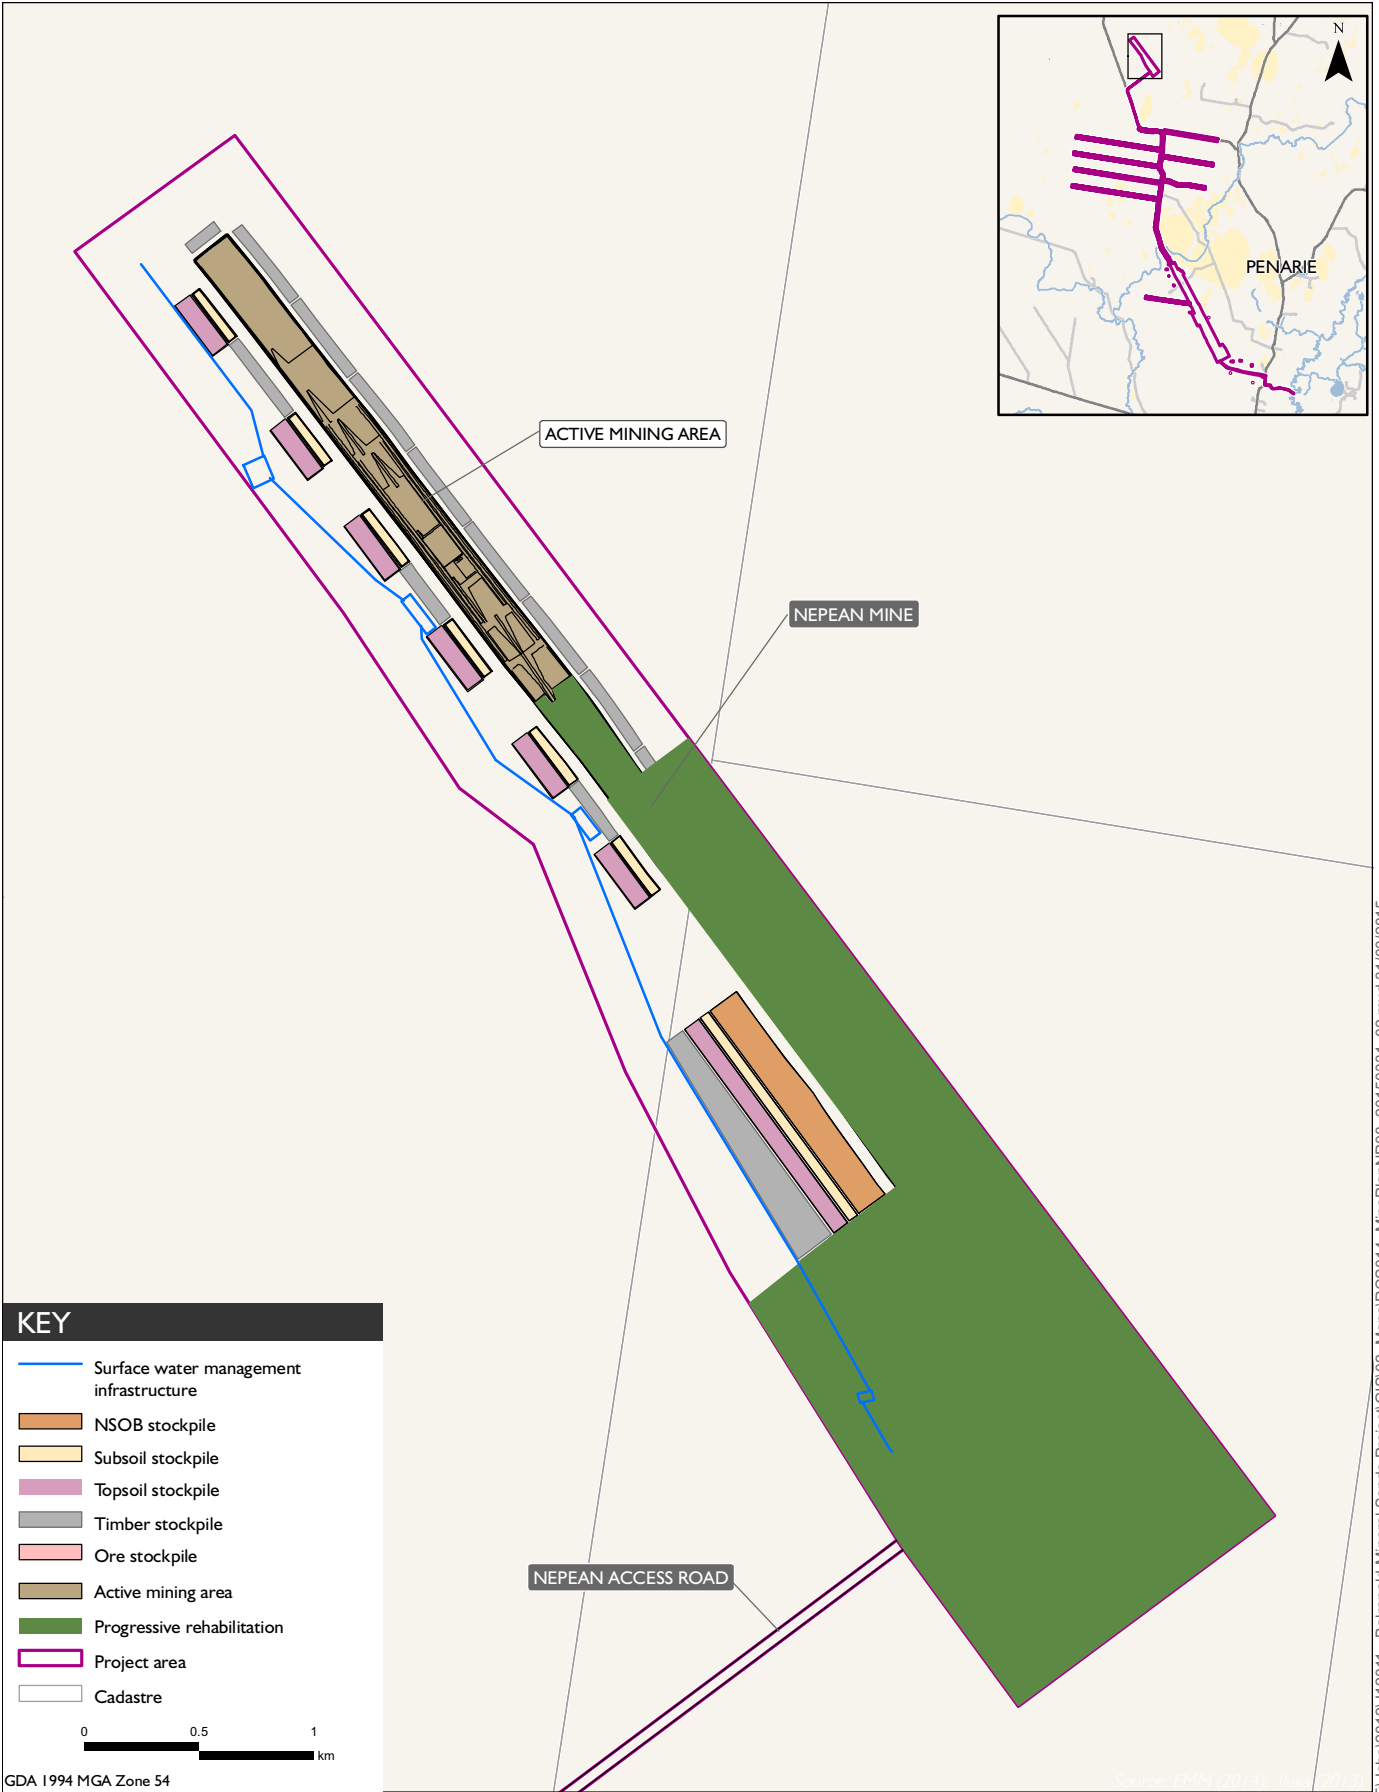 N
PENARIE
ACTIVE MINING AREA
NEPEAN MINE
NEPEAN ACCESS ROAD
KEY
Surface water management
infrastructure
NSOB stockpile
Subsoil stockpile
Topsoil stockpile
Timber stockpile
Ore stockpile
Active mining area
Progressive rehabilitation
Project area
Cadastre
0 0.5 1
km
GDA 1994 MGA Zone 54